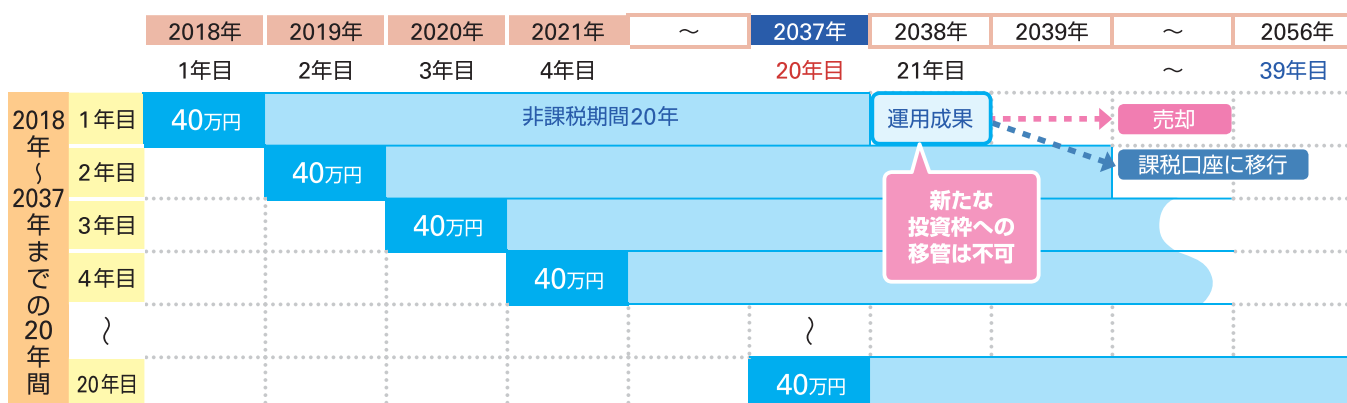 2018年 2019年 2020年 2021年 ～ 2037年 2038年 2039年 ～ 2056年
1年目 2年目 3年目 4年目 20年目 21年目 ～ 39年目
2018年～2037年までの20年間
1年目 40万円 非課税期間20年 運用成果 売却
2年目 40万円 課税口座に移行
新たな
投資枠への
移管は不可
3年目 40万円
4年目 40万円
～ ～
20年目 40万円